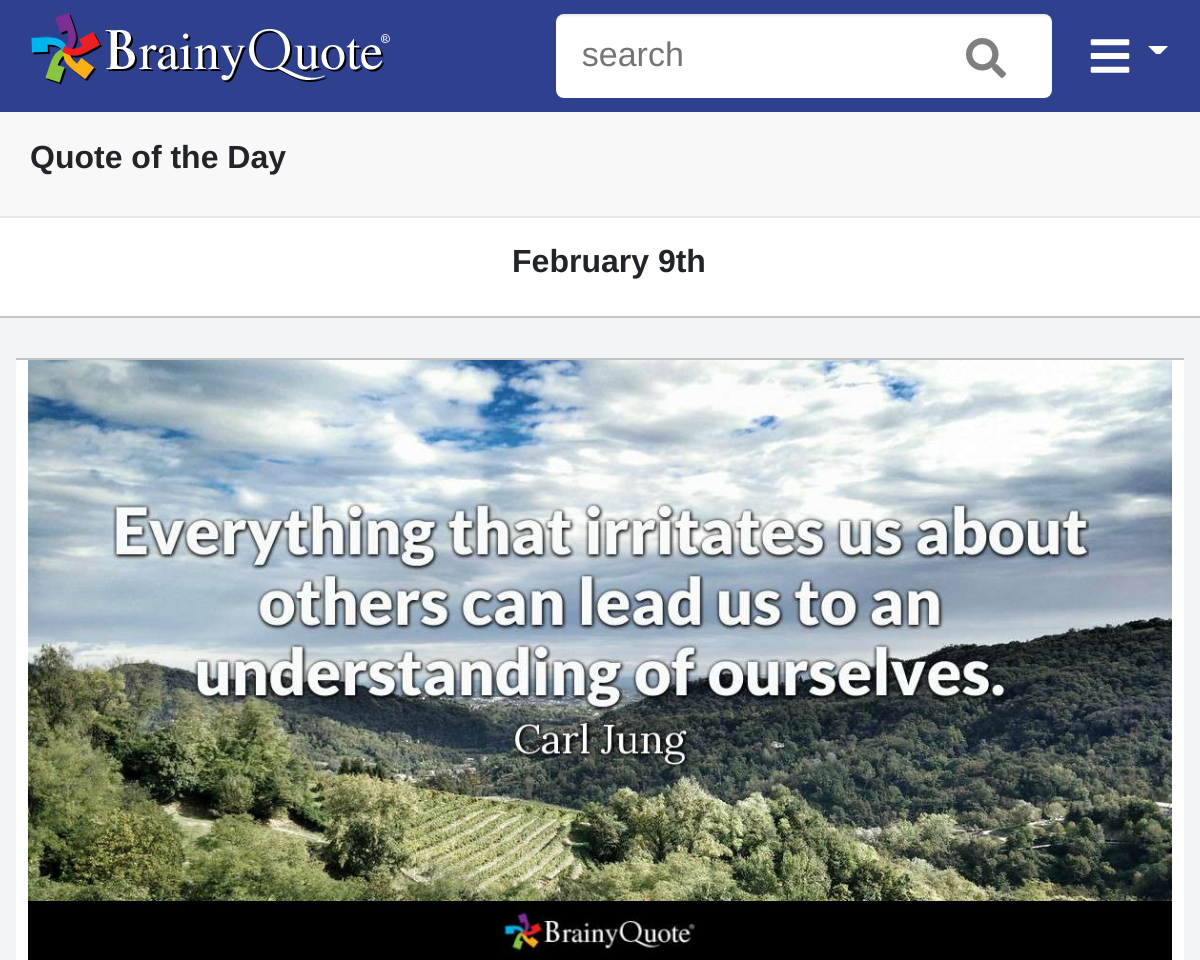 BrainyQuote®
search
Quote of the Day
February 9th
Everything that irritates us about
others can lead us to an
understanding of ourselves.
Carl Jung
BrainyQuote®